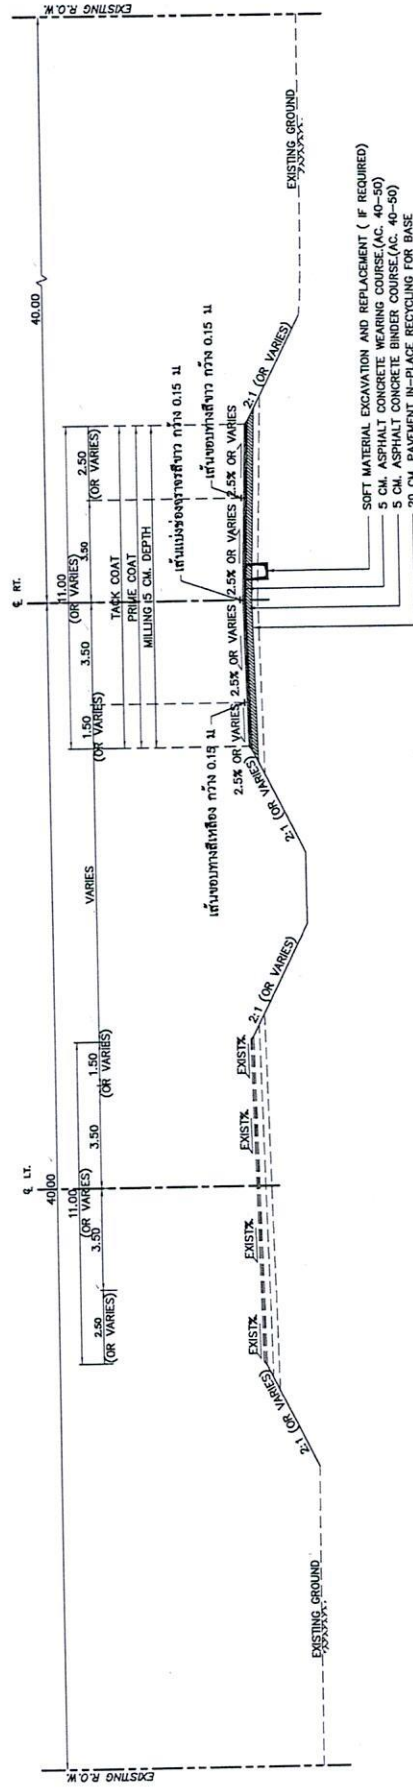 EXISTING R.O.W.
EXISTING R.O.W.
40.00
40.00
℄ LT.
℄ RT.
11.00
(OR VARIES)
2.50
(OR VARIES)
3.50
3.50
1.50
(OR VARIES)
VARIES
11.00
(OR VARIES)
1.50
(OR VARIES)
3.50
3.50
2.50
(OR VARIES)
TACK COAT
PRIME COAT
MILLING 5 CM. DEPTH
เส้นแบ่งช่องจราจรสีขาว กว้าง 0.15 ม
เส้นขอบทางสีขาว กว้าง 0.15 ม
เส้นขอบทางสีเหลือง กว้าง 0.15 ม
2.5% OR VARIES
2.5% OR VARIES
2.5% OR VARIES
2.5% OR VARIES
EXIST%
EXIST%
EXIST%
EXIST%
2:1 (OR VARIES)
2:1 (OR VARIES)
2:1 (OR VARIES)
2:1 (OR VARIES)
EXISTING GROUND
EXISTING GROUND
SOFT MATERIAL EXCAVATION AND REPLACEMENT ( IF REQUIRED)
5 CM. ASPHALT CONCRETE WEARING COURSE.(AC. 40-50)
5 CM. ASPHALT CONCRETE BINDER COURSE.(AC. 40-50)
20 CM. PAVEMENT IN-PLACE RECYCLING FOR BASE